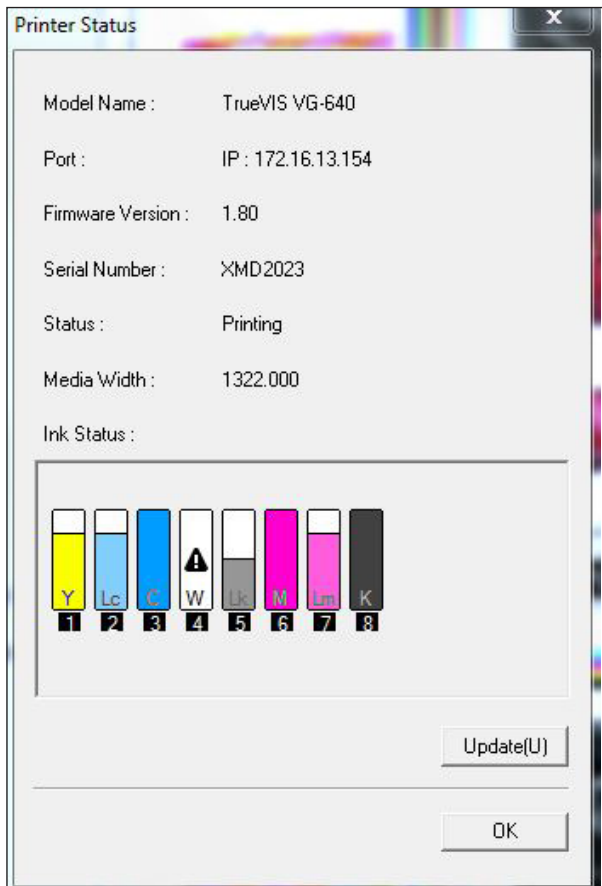 Printer Status
x
Model Name : TrueVIS VG-640
Port : IP : 172.16.13.154
Firmware Version : 1.80
Serial Number : XMD2023
Status : Printing
Media Width : 1322.000
Ink Status :
Y Lc C W Lk M Lm K
1 2 3 4 5 6 7 8
Update(U)
OK